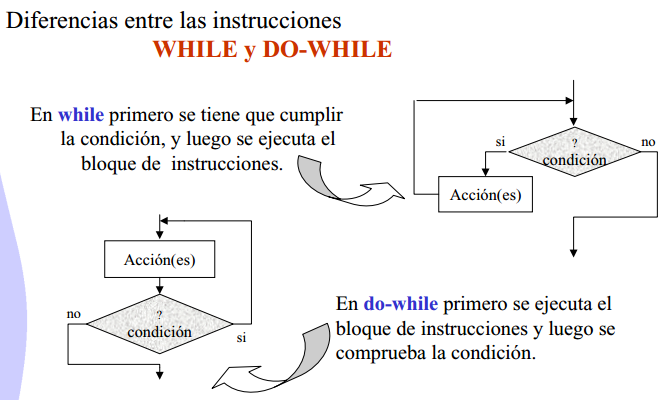 Diferencias entre las instrucciones
WHILE y DO-WHILE
En while primero se tiene que cumplir
la condición, y luego se ejecuta el
bloque de instrucciones.
si
?
condición
no
Acción(es)
Acción(es)
no
?
condición
si
En do-while primero se ejecuta el
bloque de instrucciones y luego se
comprueba la condición.